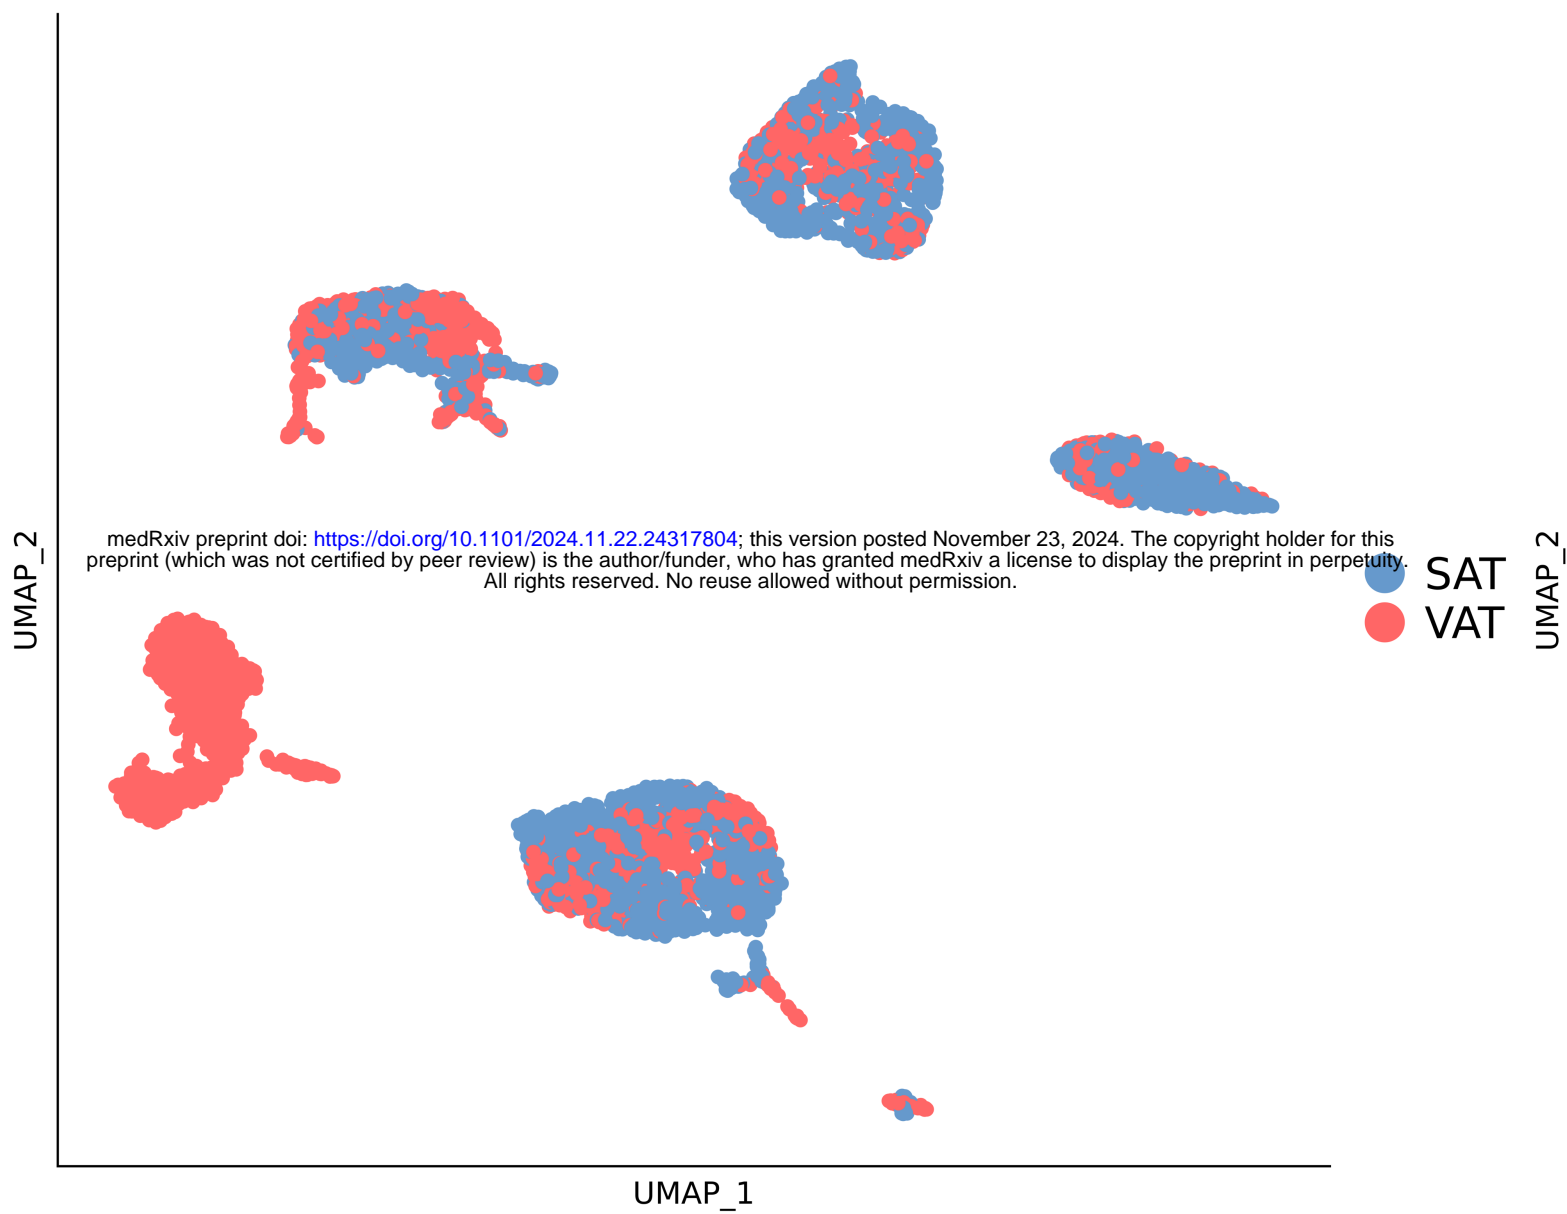 medRxiv preprint doi: https://doi.org/10.1101/2024.11.22.24317804; this version posted November 23, 2024. The copyright holder for this
preprint (which was not certified by peer review) is the author/funder, who has granted medRxiv a license to display the preprint in perpetuity.
All rights reserved. No reuse allowed without permission.
SAT
VAT
UMAP_2
UMAP_2
UMAP_1